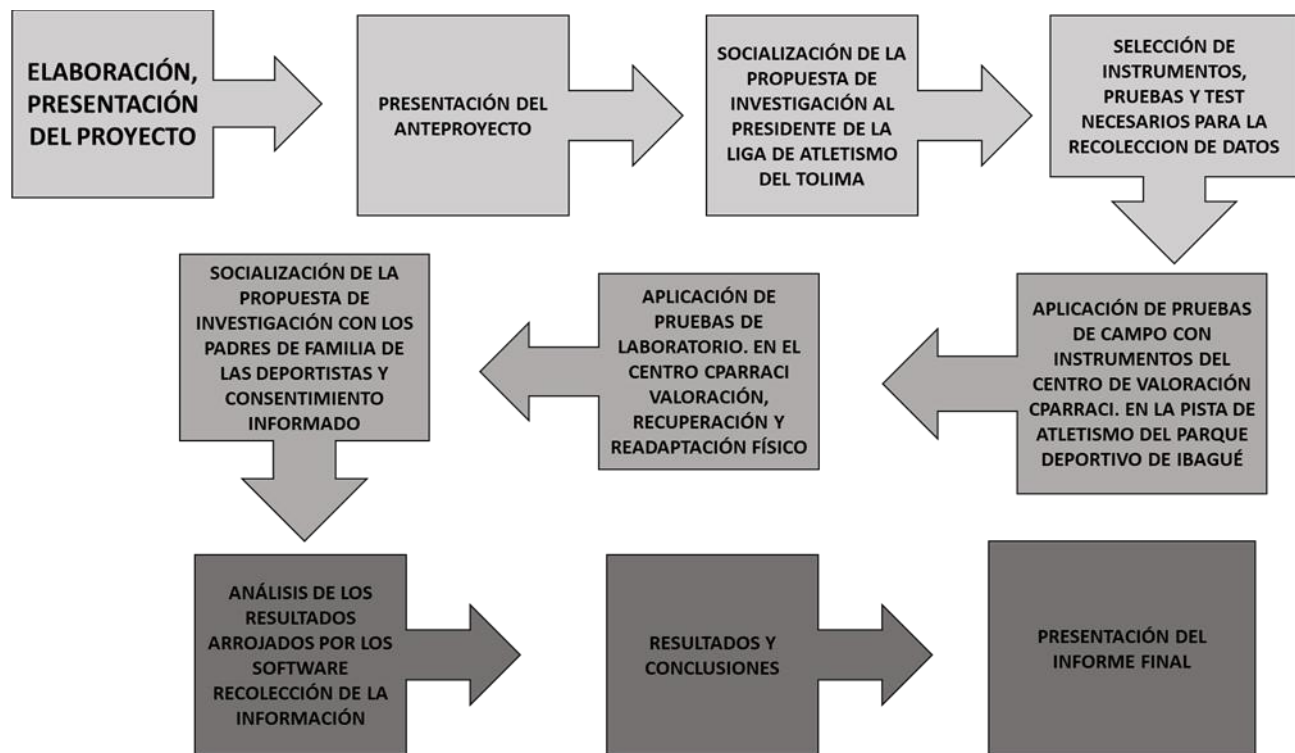 ELABORACIÓN,
PRESENTACIÓN
DEL PROYECTO
PRESENTACIÓN DEL
ANTEPROYECTO
SOCIALIZACIÓN DE LA
PROPUESTA DE
INVESTIGACIÓN AL
PRESIDENTE DE LA
LIGA DE ATLETISMO
DEL TOLIMA
SELECCIÓN DE
INSTRUMENTOS,
PRUEBAS Y TEST
NECESARIOS PARA LA
RECOLECCION DE DATOS
APLICACIÓN DE PRUEBAS
DE CAMPO CON
INSTRUMENTOS DEL
CENTRO DE VALORACIÓN
CPARRACI. EN LA PISTA DE
ATLETISMO DEL PARQUE
DEPORTIVO DE IBAGUÉ
APLICACIÓN DE
PRUEBAS DE
LABORATORIO. EN EL
CENTRO CPARRACI
VALORACIÓN,
RECUPERACIÓN Y
READAPTACIÓN FÍSICO
SOCIALIZACIÓN DE LA
PROPUESTA DE
INVESTIGACIÓN CON LOS
PADRES DE FAMILIA DE
LAS DEPORTISTAS Y
CONSENTIMIENTO
INFORMADO
ANÁLISIS DE LOS
RESULTADOS
ARROJADOS POR LOS
SOFTWARE
RECOLECCIÓN DE LA
INFORMACIÓN
RESULTADOS Y
CONCLUSIONES
PRESENTACIÓN DEL
INFORME FINAL